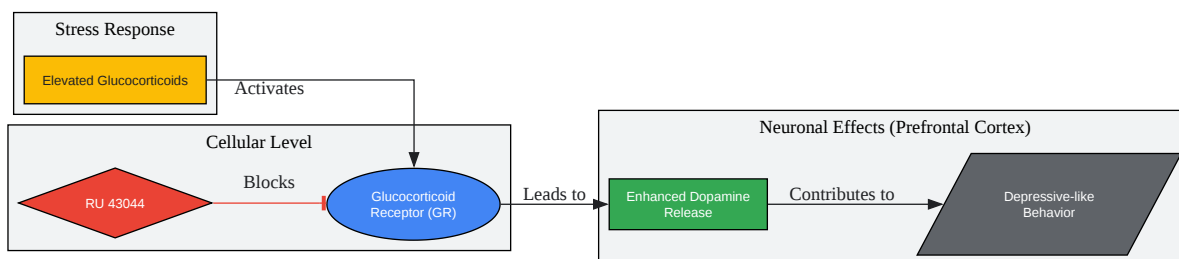 Stress Response
Elevated Glucocorticoids
Activates
Cellular Level
RU 43044
Blocks
Glucocorticoid
Receptor (GR)
Leads to
Neuronal Effects (Prefrontal Cortex)
Enhanced Dopamine
Release
Contributes to
Depressive-like
Behavior